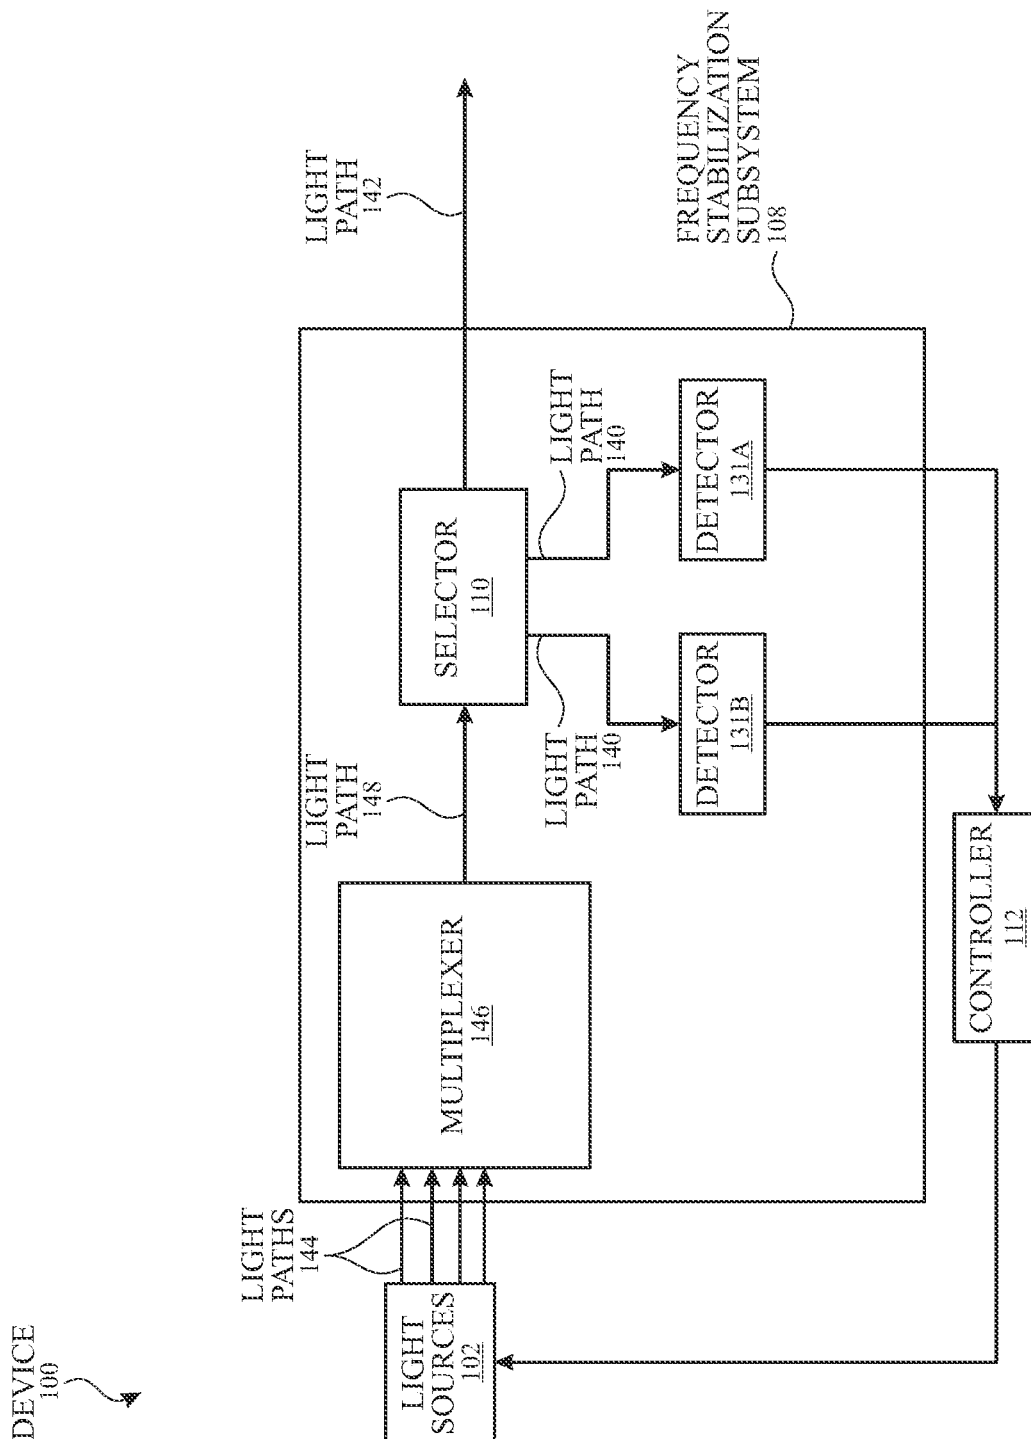 DEVICE
100
LIGHT
SOURCES
102
LIGHT
PATHS
144
MULTIPLEXER
146
LIGHT
PATH
148
SELECTOR
110
LIGHT
PATH
142
LIGHT
PATH
140
LIGHT
PATH
140
DETECTOR
131B
DETECTOR
131A
FREQUENCY
STABILIZATION
SUBSYSTEM
108
CONTROLLER
112